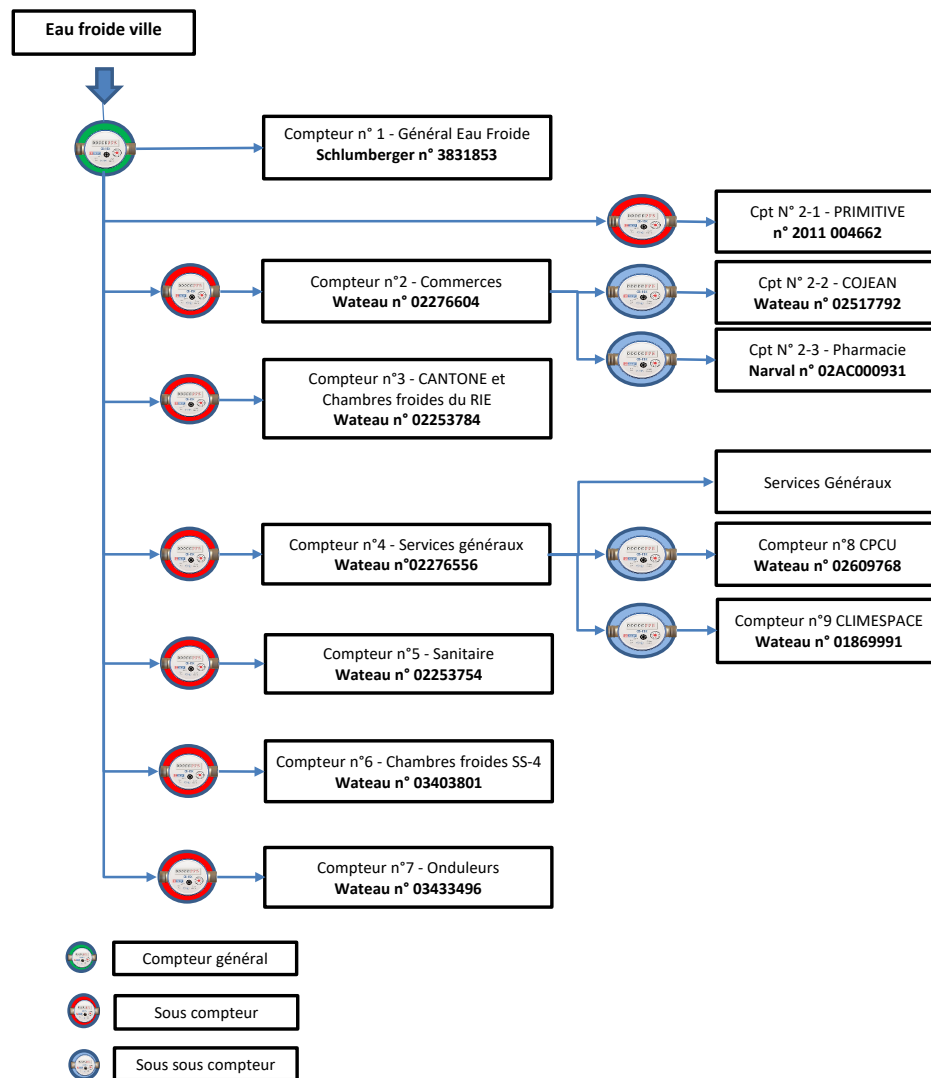 Eau froide ville
Compteur n° 1 - Général Eau Froide
Schlumberger n° 3831853
Cpt N° 2-1 - PRIMITIVE
n° 2011 004662
Compteur n°2 - Commerces
Wateau n° 02276604
Cpt N° 2-2 - COJEAN
Wateau n° 02517792
Cpt N° 2-3 - Pharmacie
Narval n° 02AC000931
Compteur n°3 - CANTONE et
Chambres froides du RIE
Wateau n° 02253784
Services Généraux
Compteur n°4 - Services généraux
Wateau n°02276556
Compteur n°8 CPCU
Wateau n° 02609768
Compteur n°9 CLIMESPACE
Wateau n° 01869991
Compteur n°5 - Sanitaire
Wateau n° 02253754
Compteur n°6 - Chambres froides SS-4
Wateau n° 03403801
Compteur n°7 - Onduleurs
Wateau n° 03433496
Compteur général
Sous compteur
Sous sous compteur